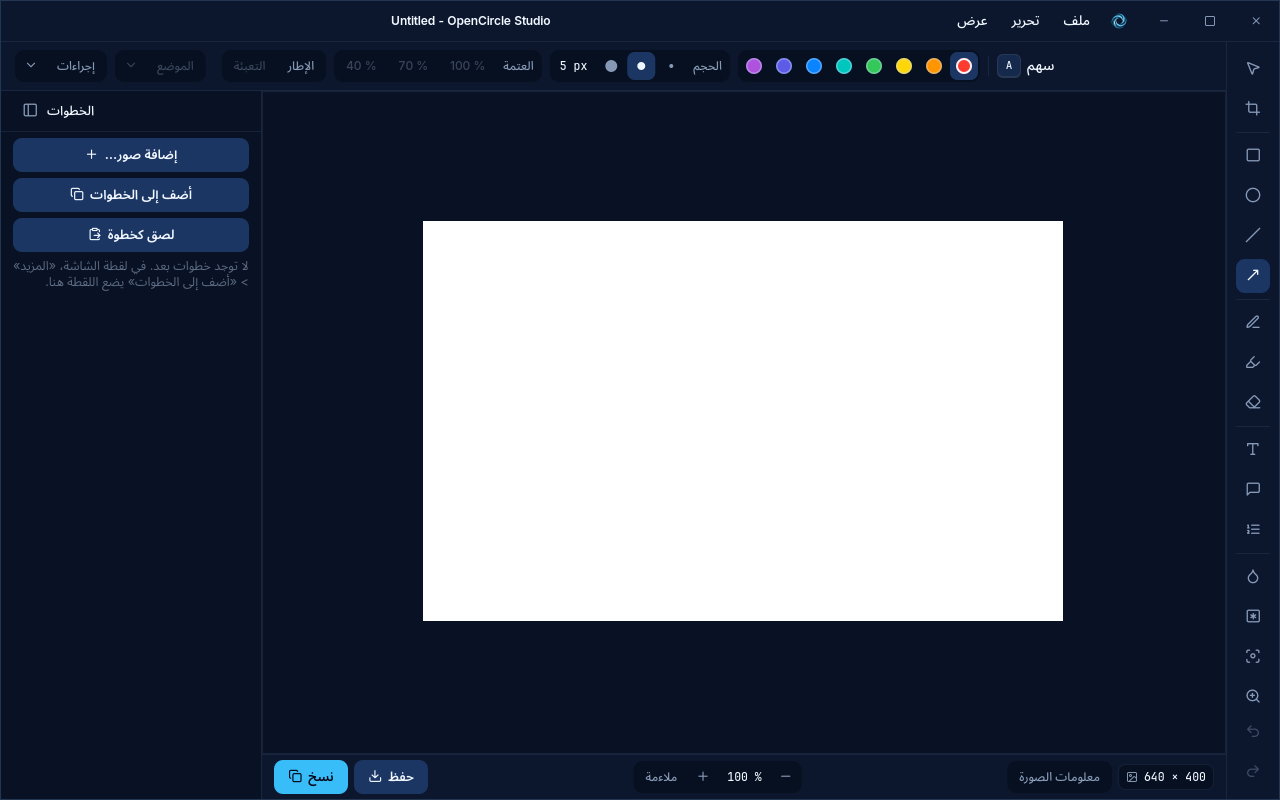 ملف
تحرير
عرض
Untitled - OpenCircle Studio
A
سهم
الحجم
5 px
العتمة
100 %
70 %
40 %
الإطار
التعبئة
الموضع
إجراءات
الخطوات
إضافة صور...
أضف إلى الخطوات
لصق كخطوة
لا توجد خطوات بعد. في لقطة الشاشة، «المزيد»
> «أضف إلى الخطوات» يضع اللقطة هنا.
640 × 400
معلومات الصورة
100 %
ملاءمة
حفظ
نسخ